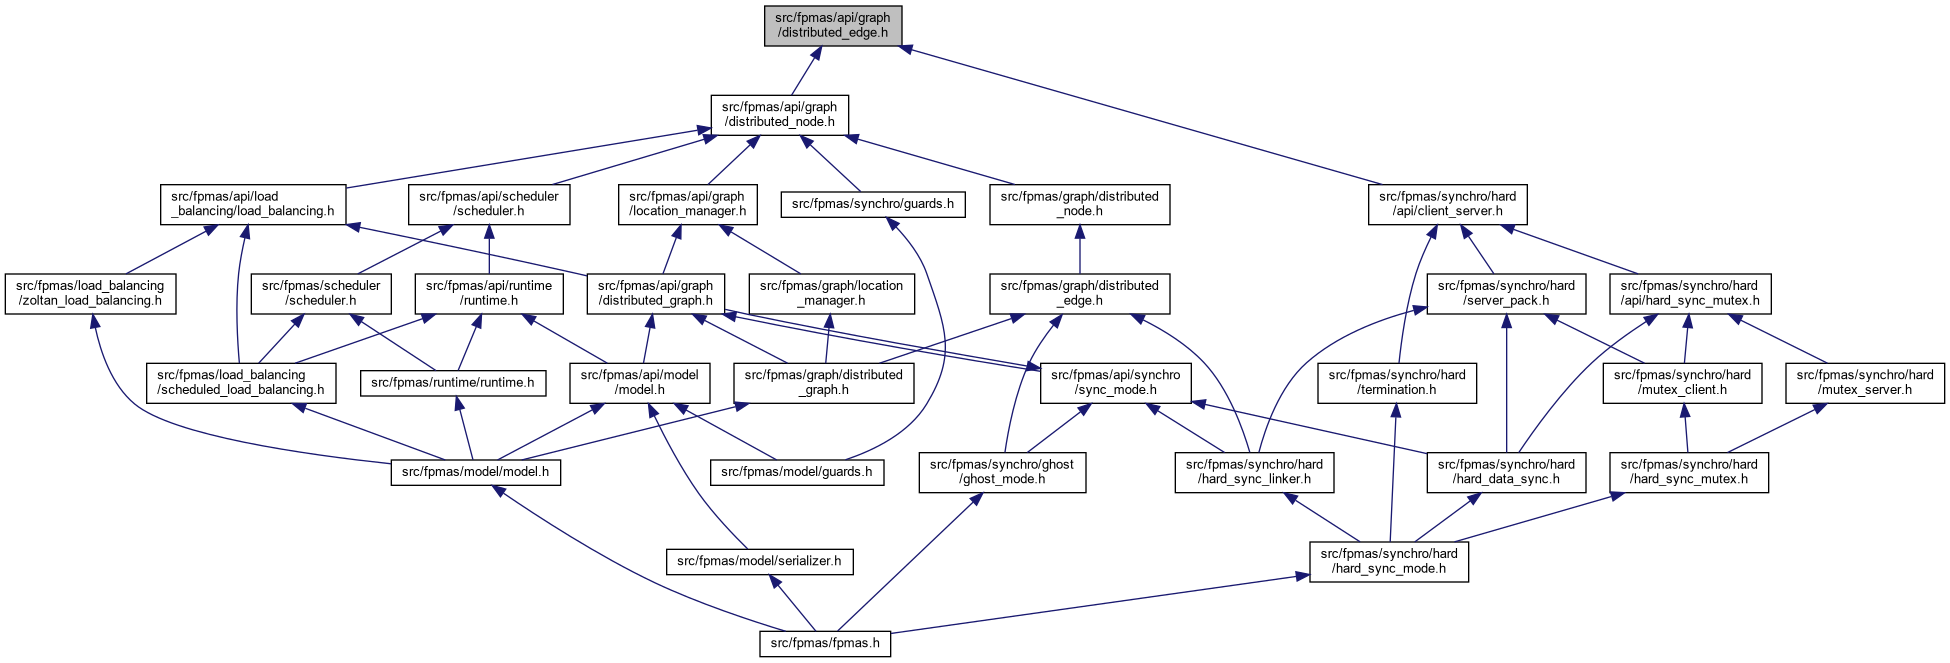 src/fpmas/api/graph
/distributed_edge.h
src/fpmas/api/graph
/distributed_node.h
src/fpmas/api/load
_balancing/load_balancing.h
src/fpmas/api/scheduler
/scheduler.h
src/fpmas/api/graph
/location_manager.h
src/fpmas/synchro/guards.h
src/fpmas/graph/distributed
_node.h
src/fpmas/synchro/hard
/api/client_server.h
src/fpmas/load_balancing
/zoltan_load_balancing.h
src/fpmas/scheduler
/scheduler.h
src/fpmas/api/runtime
/runtime.h
src/fpmas/api/graph
/distributed_graph.h
src/fpmas/graph/location
_manager.h
src/fpmas/graph/distributed
_edge.h
src/fpmas/synchro/hard
/server_pack.h
src/fpmas/synchro/hard
/api/hard_sync_mutex.h
src/fpmas/load_balancing
/scheduled_load_balancing.h
src/fpmas/runtime/runtime.h
src/fpmas/api/model
/model.h
src/fpmas/graph/distributed
_graph.h
src/fpmas/api/synchro
/sync_mode.h
src/fpmas/synchro/hard
/termination.h
src/fpmas/synchro/hard
/mutex_client.h
src/fpmas/synchro/hard
/mutex_server.h
src/fpmas/model/model.h
src/fpmas/model/guards.h
src/fpmas/synchro/ghost
/ghost_mode.h
src/fpmas/synchro/hard
/hard_sync_linker.h
src/fpmas/synchro/hard
/hard_data_sync.h
src/fpmas/synchro/hard
/hard_sync_mutex.h
src/fpmas/model/serializer.h
src/fpmas/synchro/hard
/hard_sync_mode.h
src/fpmas/fpmas.h